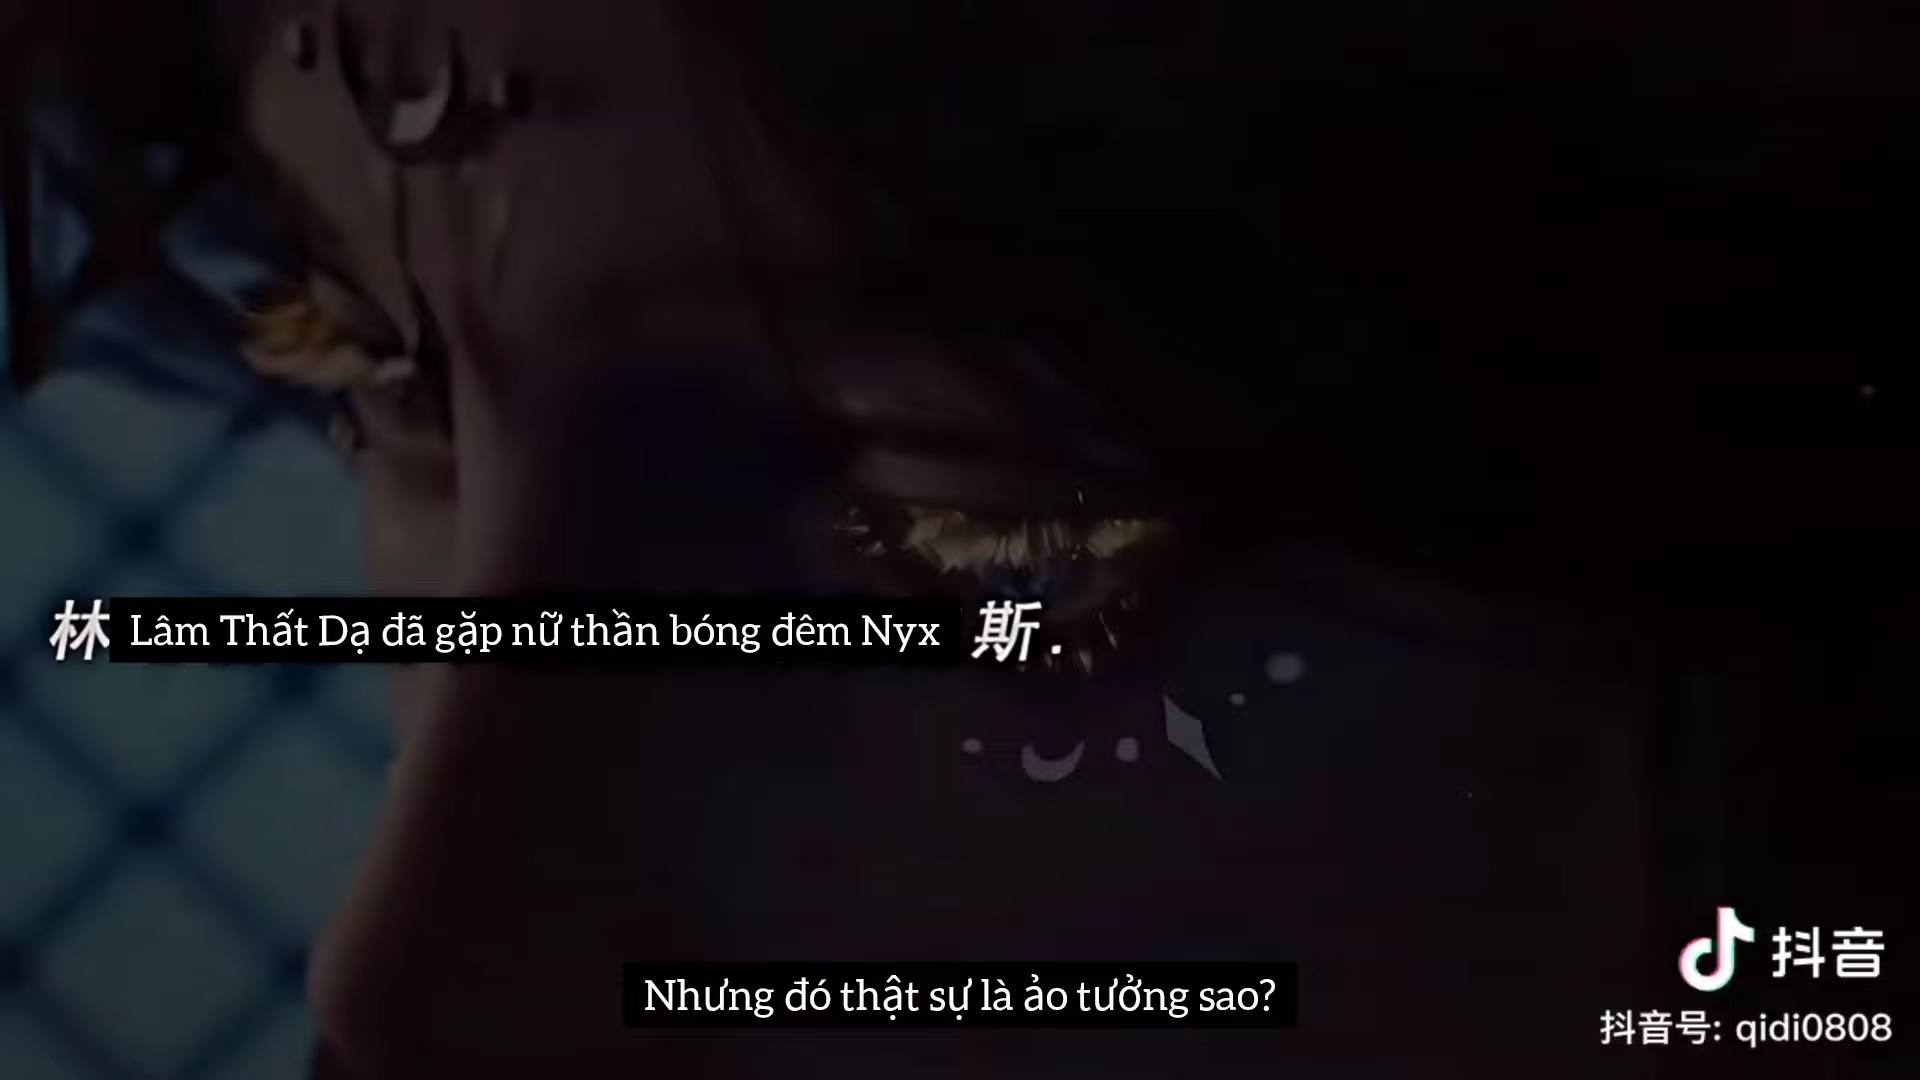 林 Lâm Thất Dạ đã gặp nữ thần bóng đêm Nyx 斯.
Nhưng đó thật sự là ảo tưởng sao?
抖音
抖音号: qidi0808